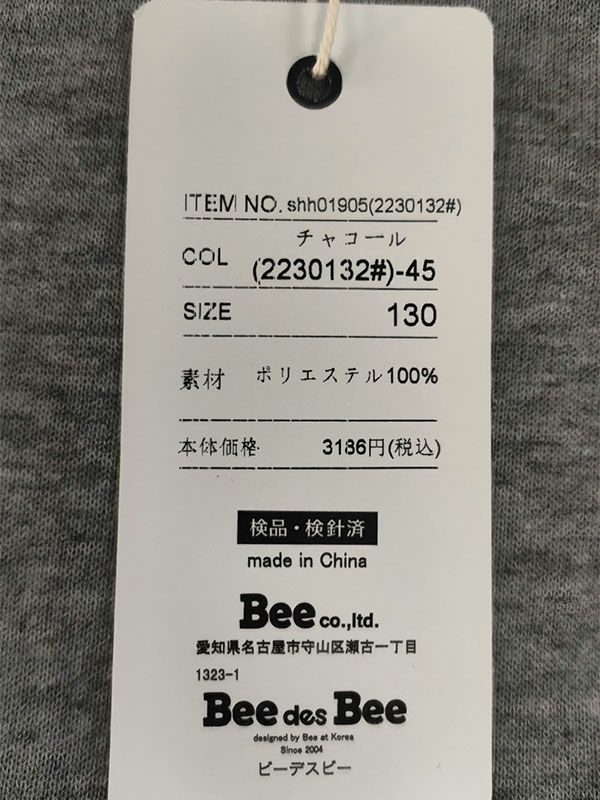 ITEM NO. shh01905(2230132#)
チャコール
COL (2230132#)-45
SIZE 130
素材 ポリエステル100%
本体価格 3186円(税込)
検品・検針済
made in China
Bee co.,ltd.
愛知県名古屋市守山区瀬古一丁目
1323-1
Bee des Bee
designed by Bee at Korea
Since 2004
ビーデスビー